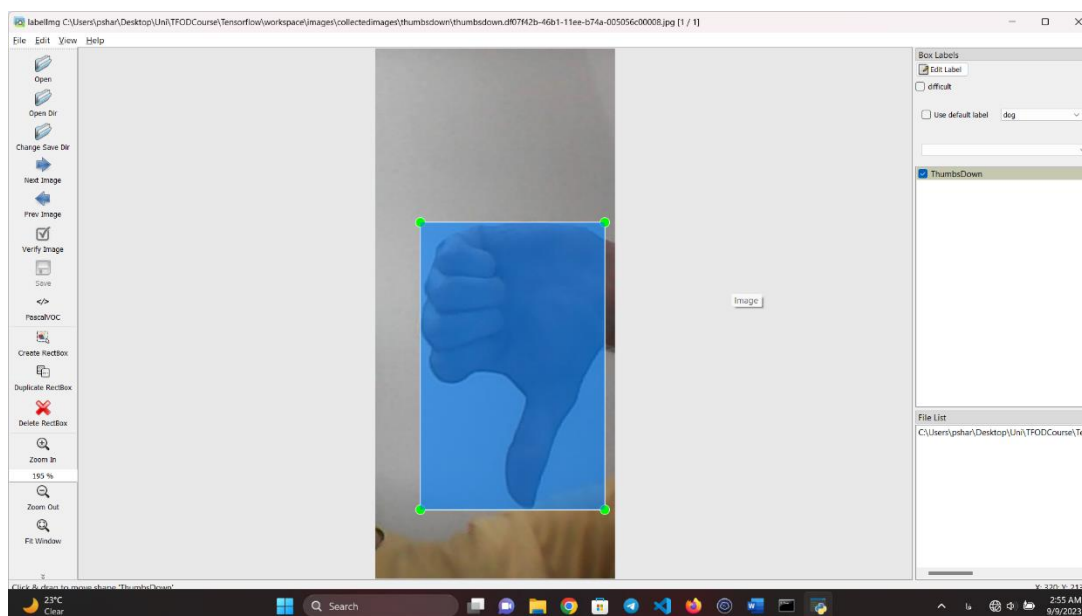 labelImg C:\Users\pshar\Desktop\Uni\TFODCourse\Tensorflow\workspace\images\collectedimages\thumbsdown\thumbsdown.df07f42b-46b1-11ee-b74a-005056c00008.jpg [1 / 1]
File Edit View Help
Open
Open Dir
Change Save Dir
Next Image
Prev Image
Verify Image
Save
</>
PascalVOC
Create RectBox
Duplicate RectBox
Delete RectBox
Zoom In
195 %
Zoom Out
Fit Window
Image
Box Labels
Edit Label
difficult
Use default label dog
ThumbsDown
File List
C:\Users\pshar\Desktop\Uni\TFODCourse\Te
Click & drag to move shape 'ThumbsDown'
X: 320; Y: 213
23°C
Clear
Search
2:55 AM
9/9/2023